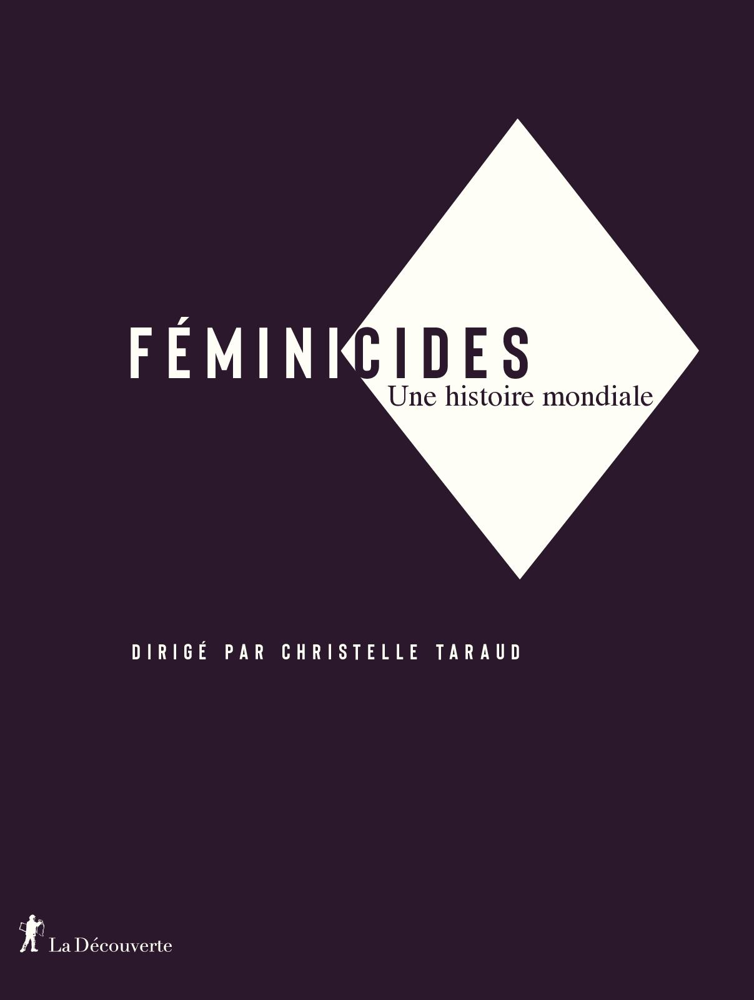 FÉMINICIDES
Une histoire mondiale
DIRIGÉ PAR CHRISTELLE TARAUD
La Découverte